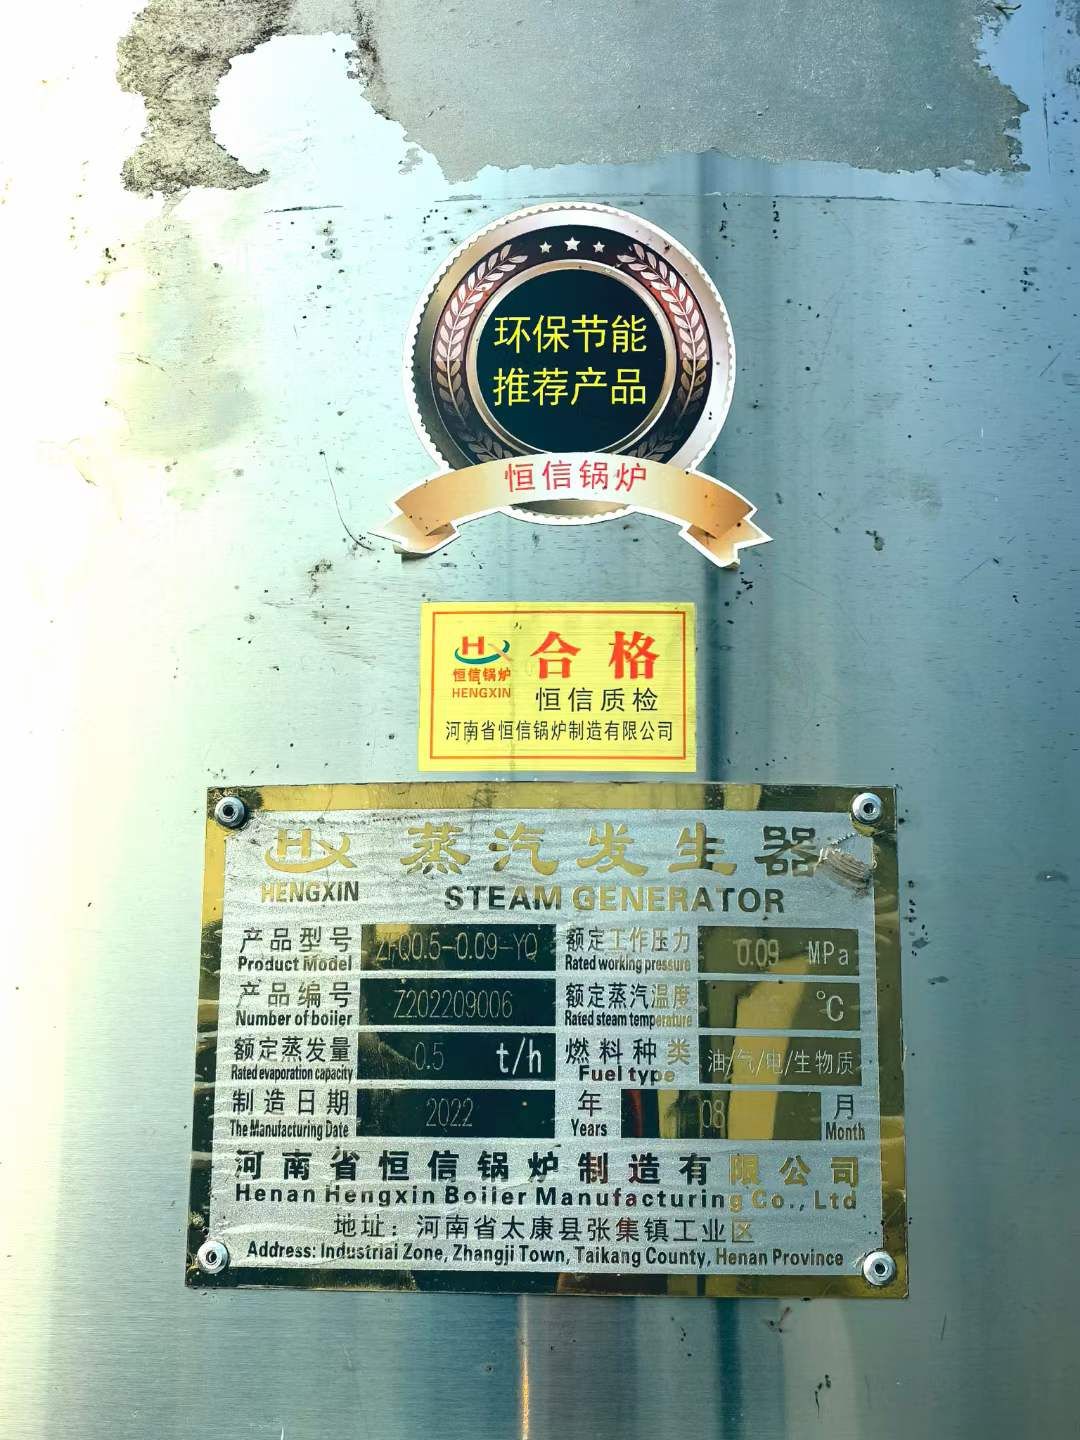 环保节能
推荐产品
恒信锅炉
HX 合格
恒信锅炉
HENGXIN 恒信质检
河南省恒信锅炉制造有限公司
HX 蒸汽发生器
HENGXIN STEAM GENERATOR
产品型号 ZFQ0.5-0.09-YQ 额定工作压力 0.09 MPa
Product Model Rated working pressure
产品编号 Z202209006 额定蒸汽温度 ℃
Number of boiler Rated steam temperature
额定蒸发量 0.5 t/h 燃料种类 油/气/电/生物质
Rated evaporation capacity Fuel type
制造日期 2022 年 08 月
The Manufacturing Date Years Month
河南省恒信锅炉制造有限公司
Henan Hengxin Boiler Manufacturing Co., Ltd
地址：河南省太康县张集镇工业区
Address: Industrial Zone, Zhangji Town, Taikang County, Henan Province